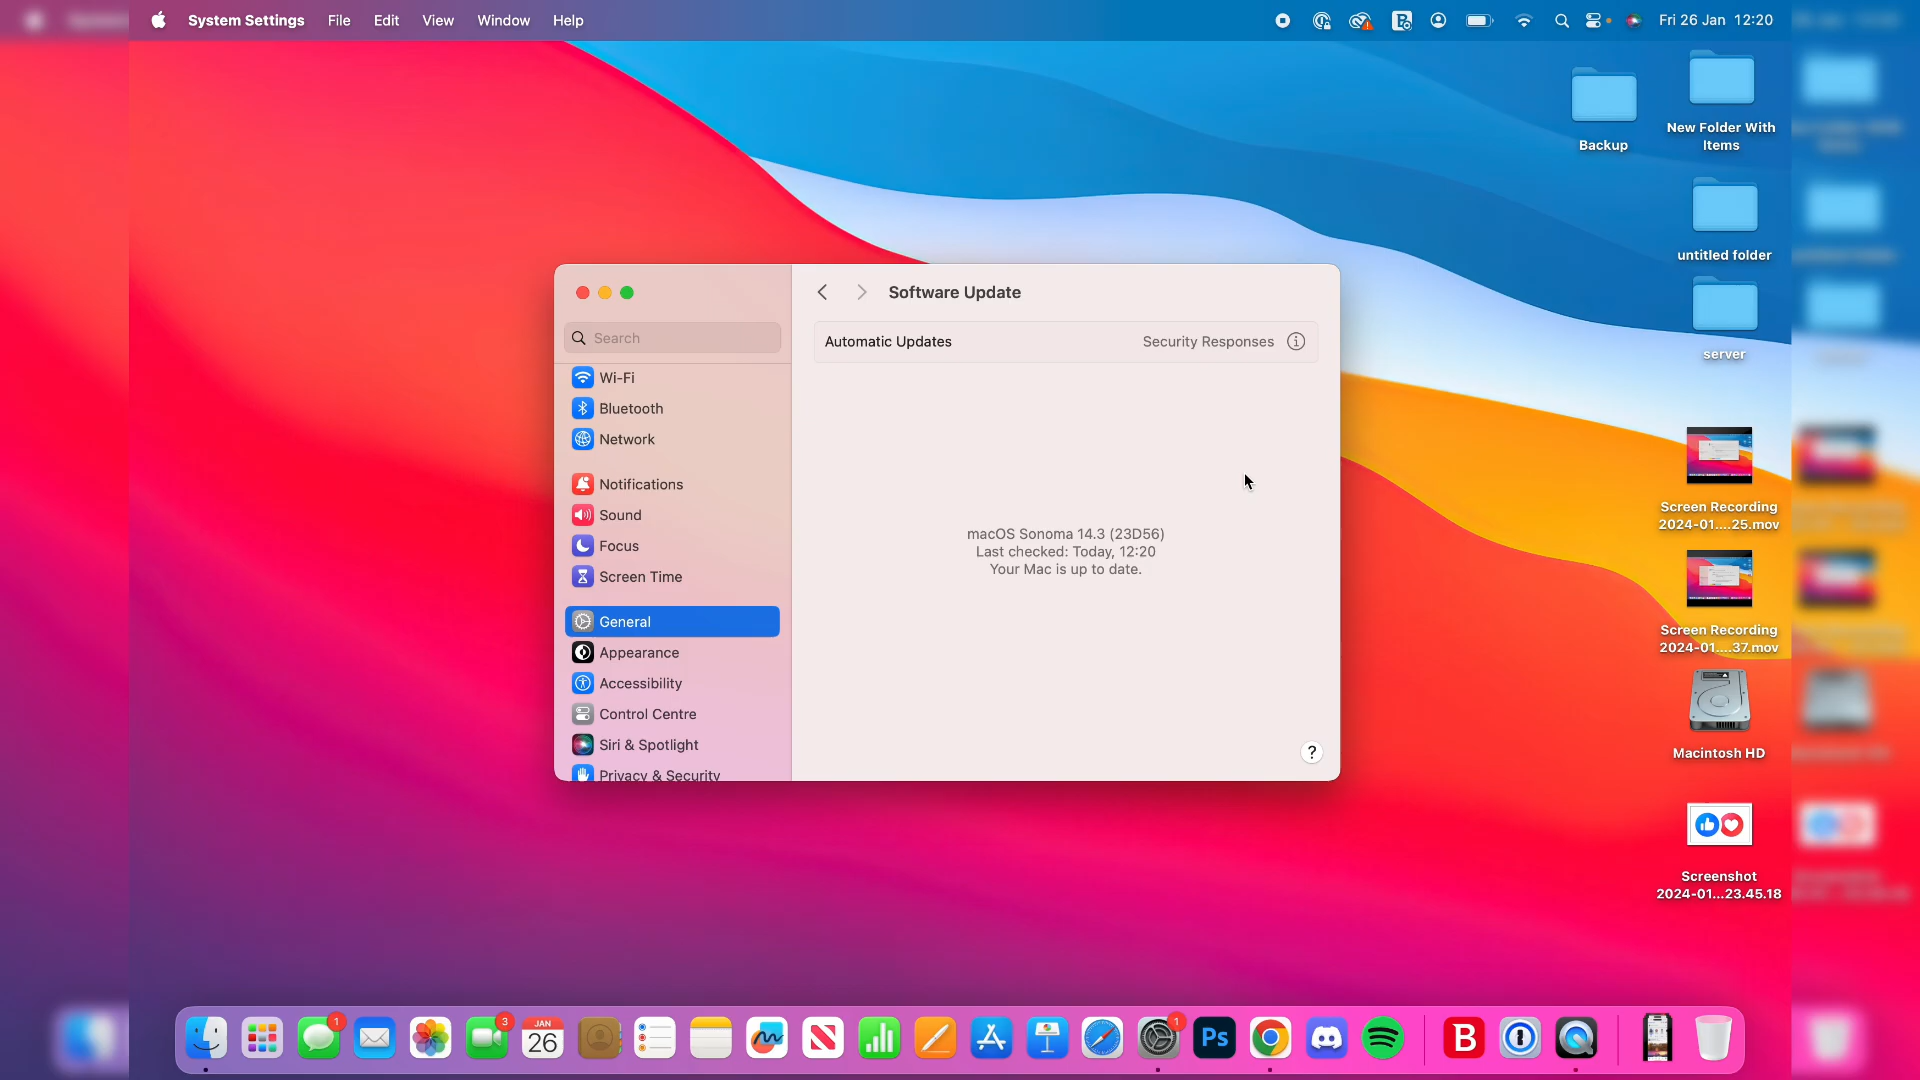 System Settings File Edit View Window Help Fri 26 Jan 12:20
Backup
New Folder With
Items
untitled folder
server
Screen Recording
2024-01....25.mov
Screen Recording
2024-01....37.mov
Macintosh HD
Screenshot
2024-01...23.45.18
Search
Wi-Fi
Bluetooth
Network
Notifications
Sound
Focus
Screen Time
General
Appearance
Accessibility
Control Centre
Siri & Spotlight
Privacy & Security
Software Update
Automatic Updates Security Responses
macOS Sonoma 14.3 (23D56)
Last checked: Today, 12:20
Your Mac is up to date.
?
1 3 JAN 26 1 Ps B